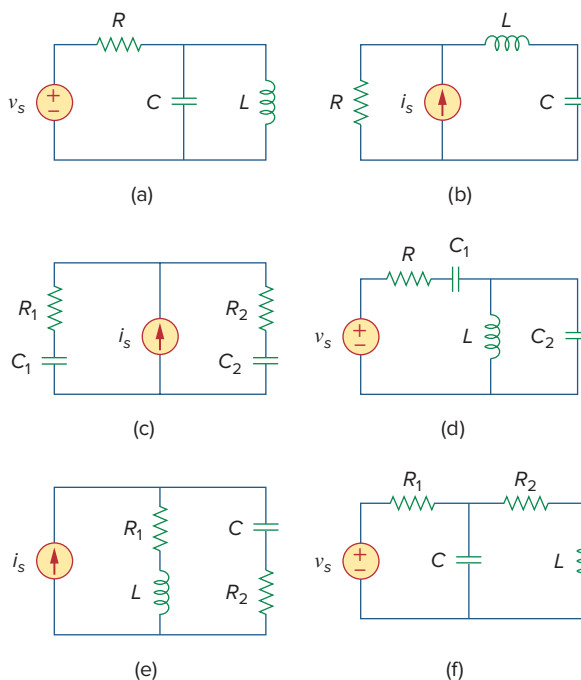 R
v_s
+
−
C
L
(a)
L
R
i_s
C
(b)
R_1
C_1
i_s
R_2
C_2
(c)
R
C_1
v_s
+
−
L
C_2
(d)
i_s
R_1
L
C
R_2
(e)
R_1
R_2
v_s
+
−
C
L
(f)